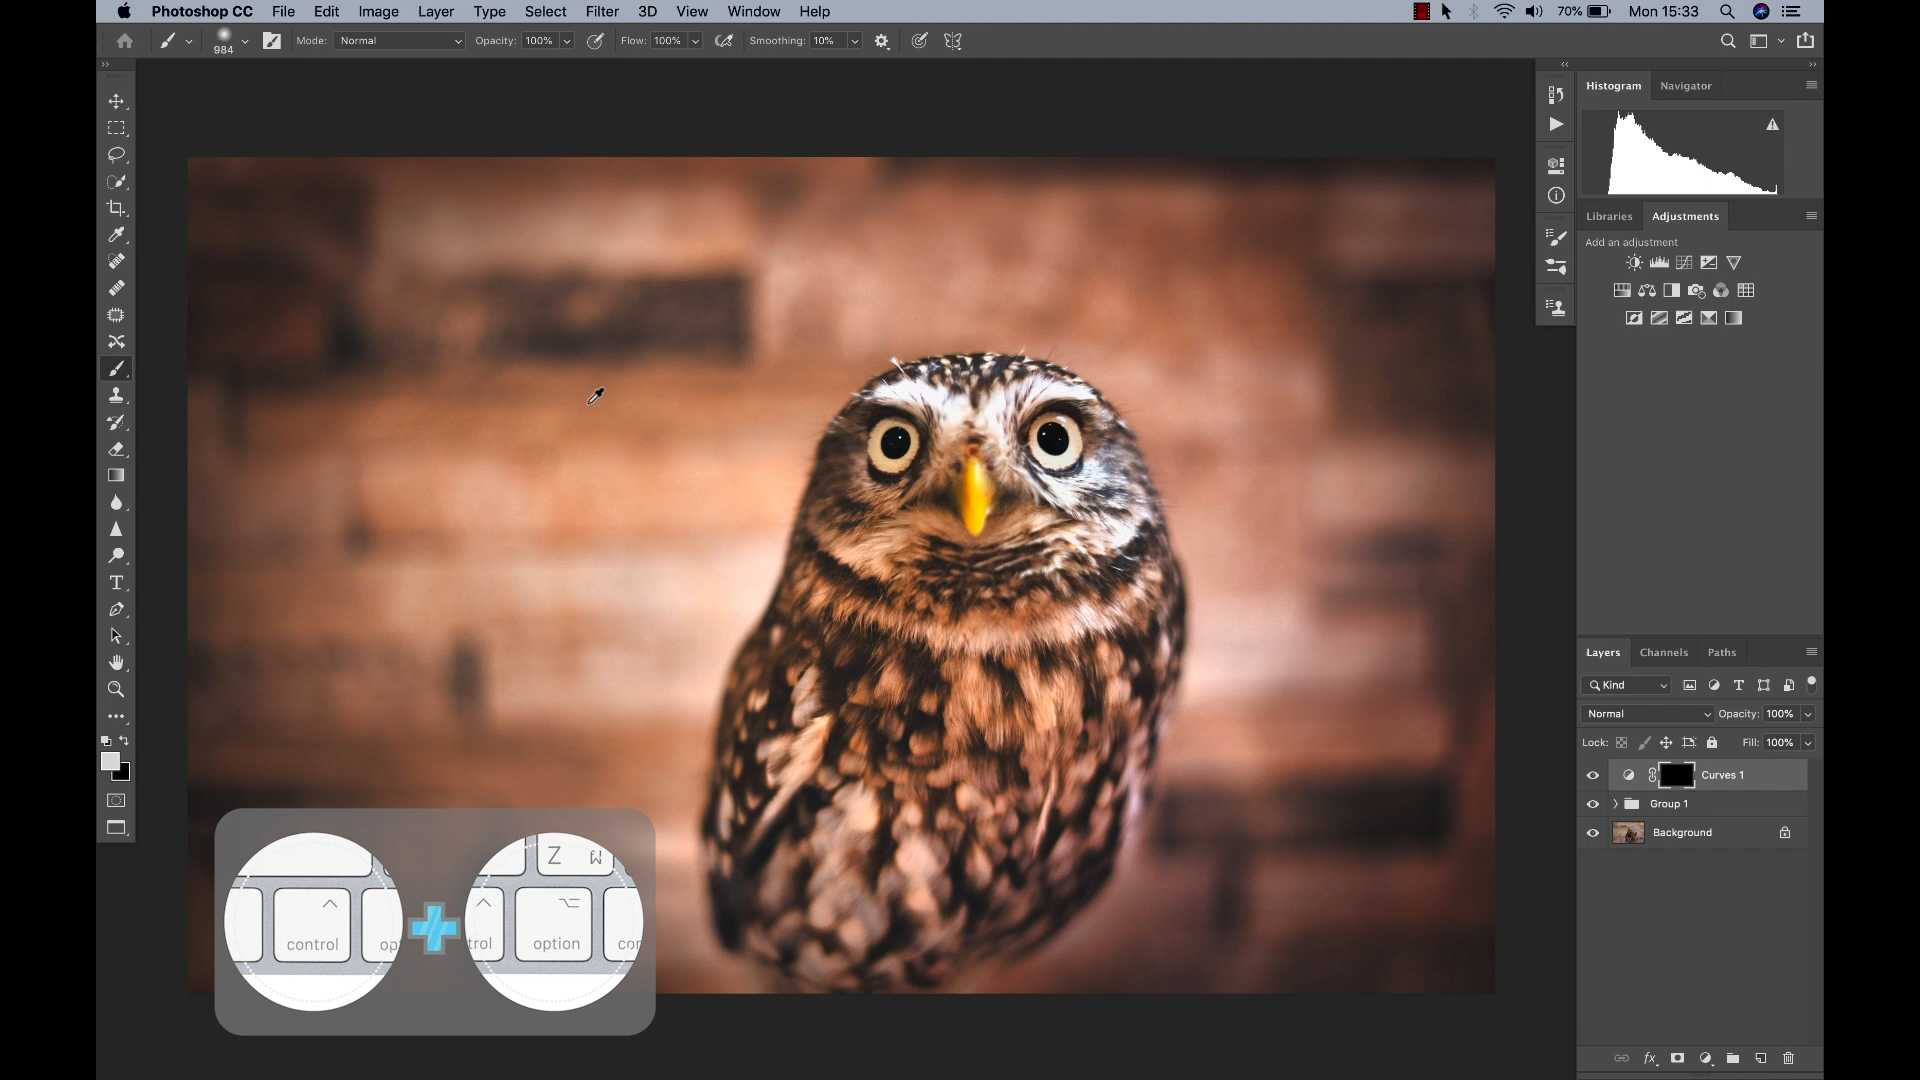 Photoshop CC File Edit Image Layer Type Select Filter 3D View Window Help 70% Mon 15:33
984 Mode: Normal Opacity: 100% Flow: 100% Smoothing: 10%
Histogram Navigator
Libraries Adjustments
Add an adjustment
Layers Channels Paths
Kind
Normal Opacity: 100%
Lock: Fill: 100%
Curves 1
Group 1
Background
fx
Z
control op
trol option